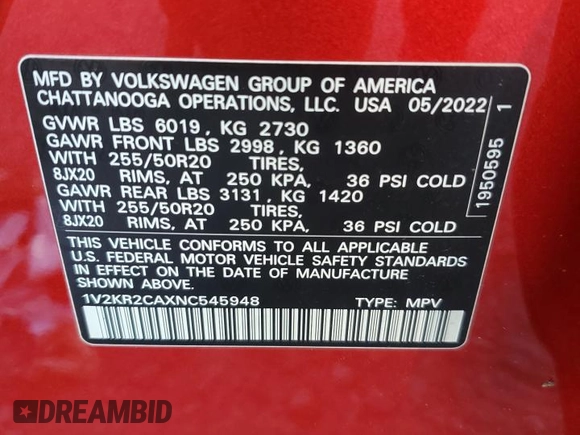 MFD BY VOLKSWAGEN GROUP OF AMERICA
CHATTANOOGA OPERATIONS, LLC. USA 05/2022
GVWR LBS 6019, KG 2730
GAWR FRONT LBS 2998, KG 1360
WITH 255/50R20 TIRES,
8JX20 RIMS, AT 250 KPA, 36 PSI COLD
GAWR REAR LBS 3131, KG 1420
WITH 255/50R20 TIRES,
8JX20 RIMS, AT 250 KPA, 36 PSI COLD
THIS VEHICLE CONFORMS TO ALL APPLICABLE
U.S. FEDERAL MOTOR VEHICLE SAFETY STANDARDS
IN EFFECT ON THE DATE OF MANUFACTURE
SHOWN ABOVE.
1V2KR2CAXNC545948 TYPE: MPV
1950595 1
DREAMBID